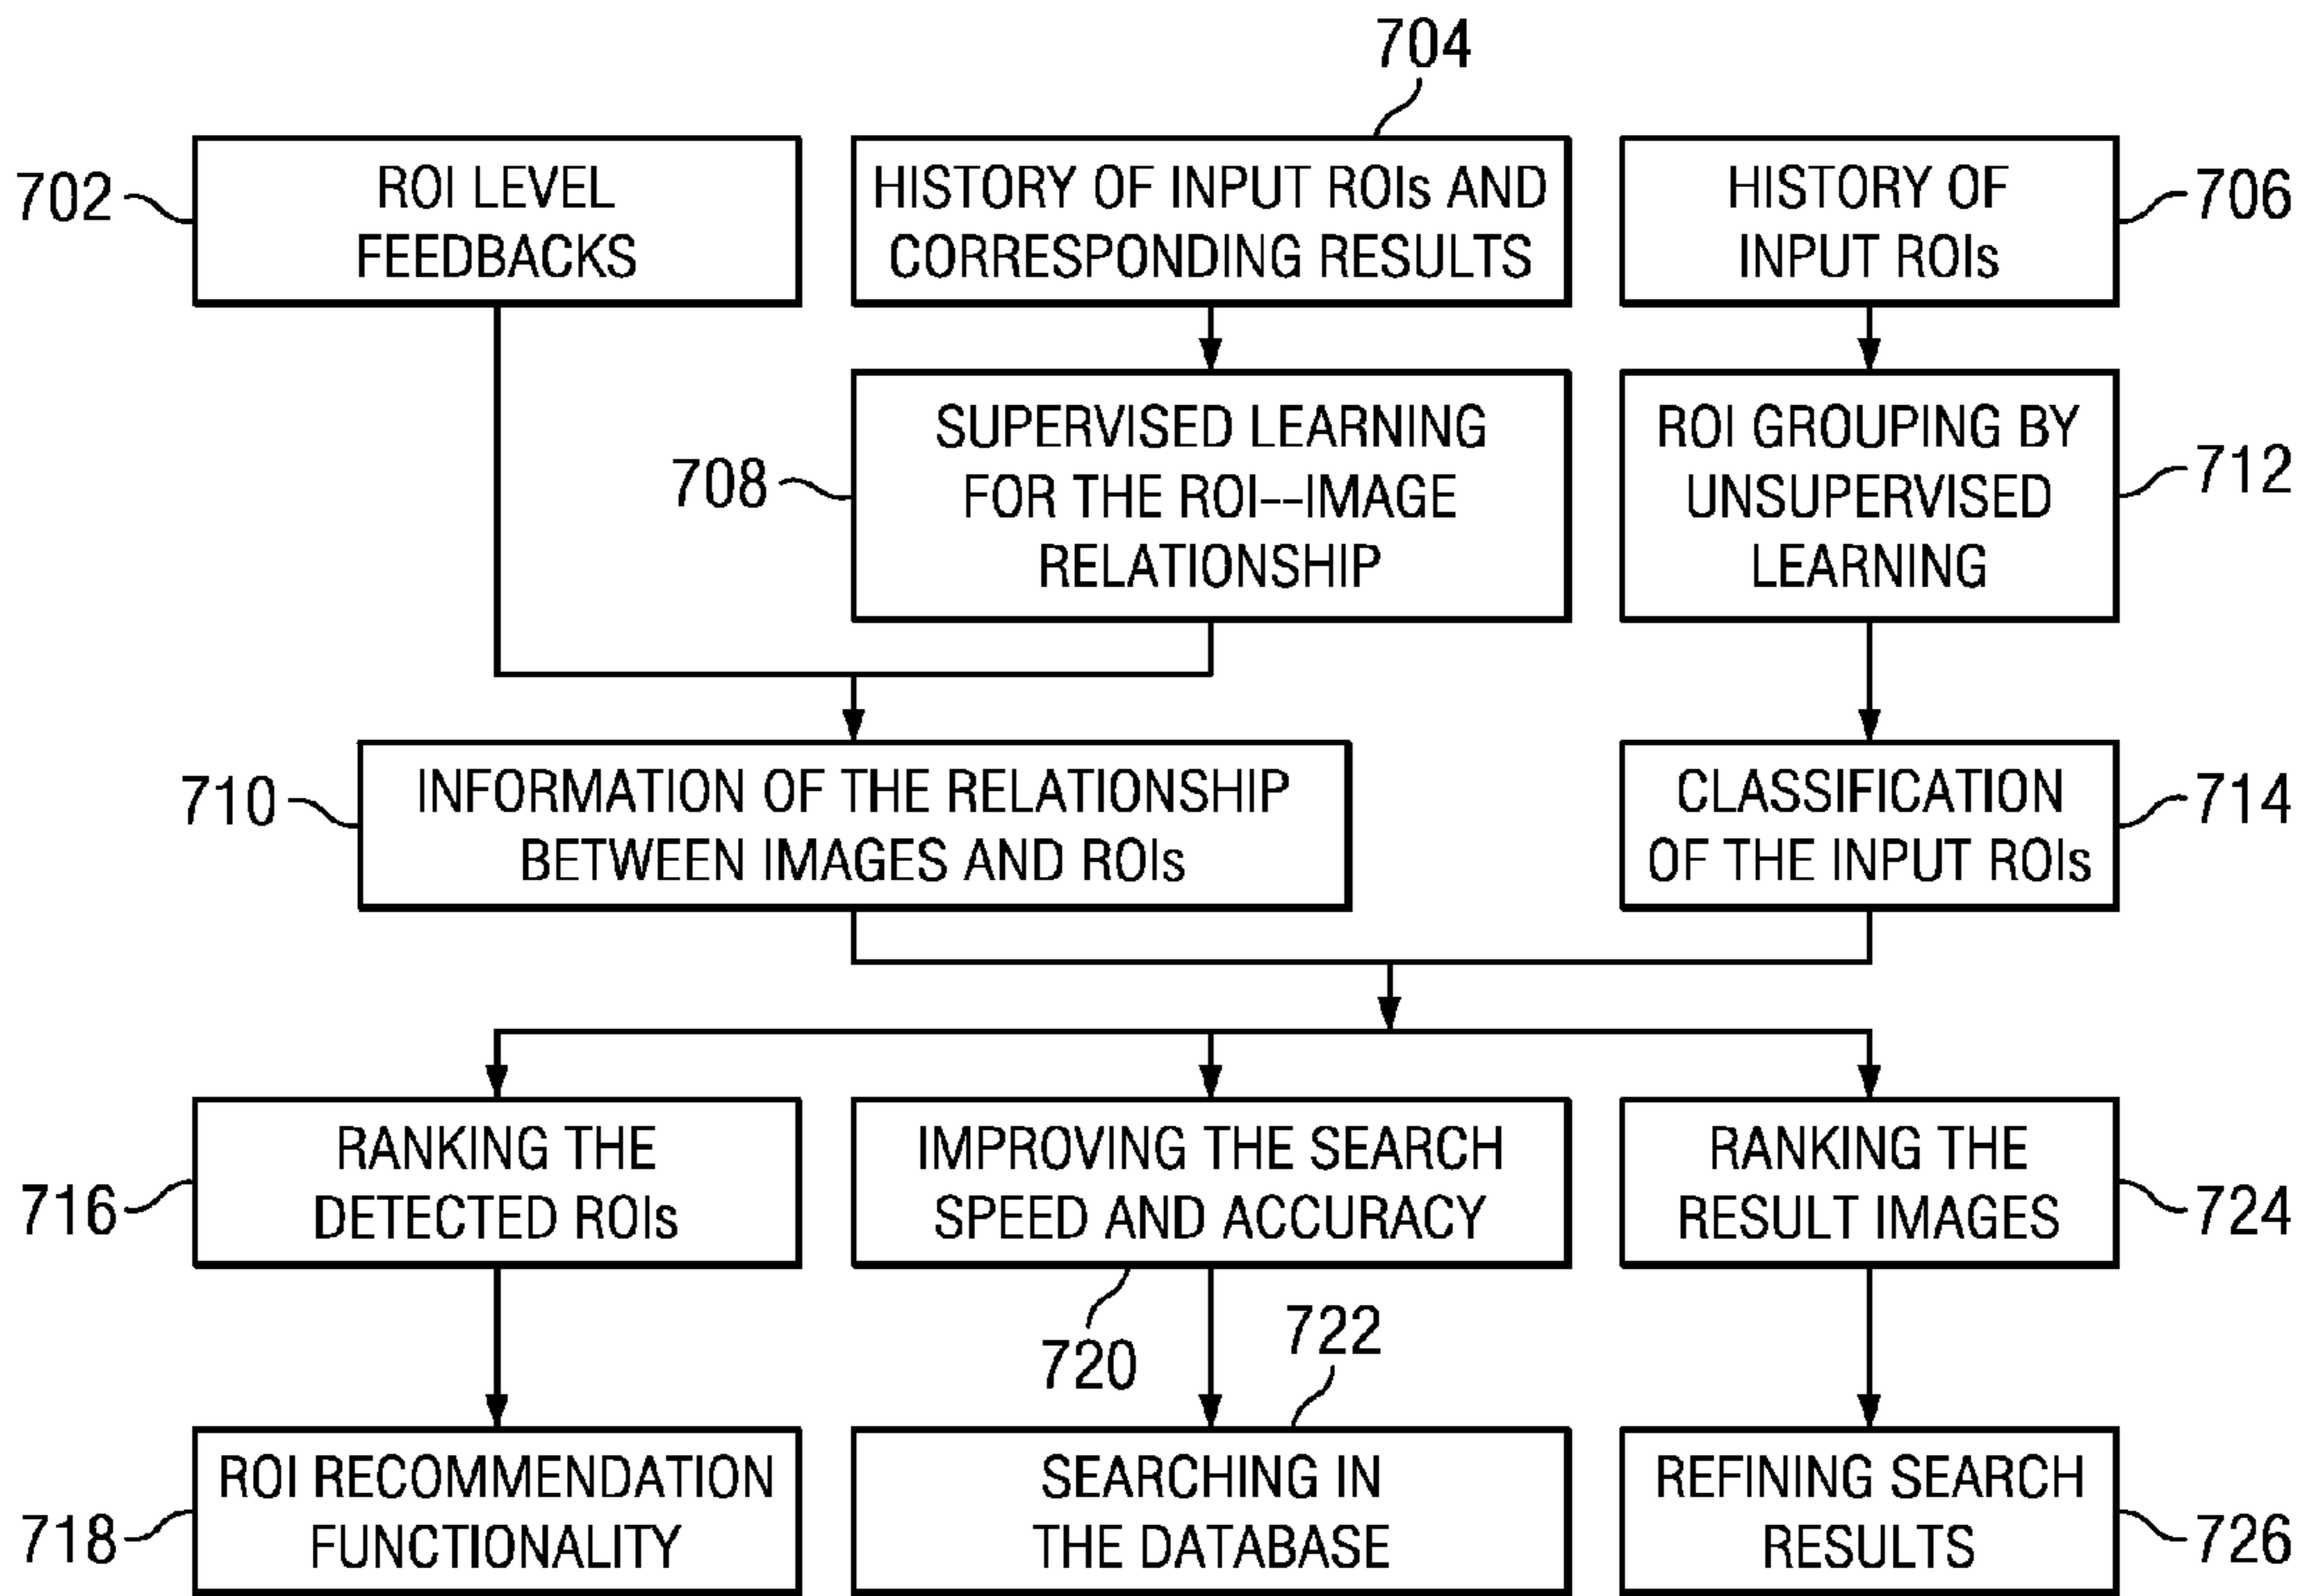 704
702
ROI LEVEL
FEEDBACKS
HISTORY OF INPUT ROIs AND
CORRESPONDING RESULTS
HISTORY OF
INPUT ROIs
706
708
SUPERVISED LEARNING
FOR THE ROI--IMAGE
RELATIONSHIP
ROI GROUPING BY
UNSUPERVISED
LEARNING
712
710
INFORMATION OF THE RELATIONSHIP
BETWEEN IMAGES AND ROIs
CLASSIFICATION
OF THE INPUT ROIs
714
716
RANKING THE
DETECTED ROIs
IMPROVING THE SEARCH
SPEED AND ACCURACY
RANKING THE
RESULT IMAGES
724
720
722
718
ROI RECOMMENDATION
FUNCTIONALITY
SEARCHING IN
THE DATABASE
REFINING SEARCH
RESULTS
726